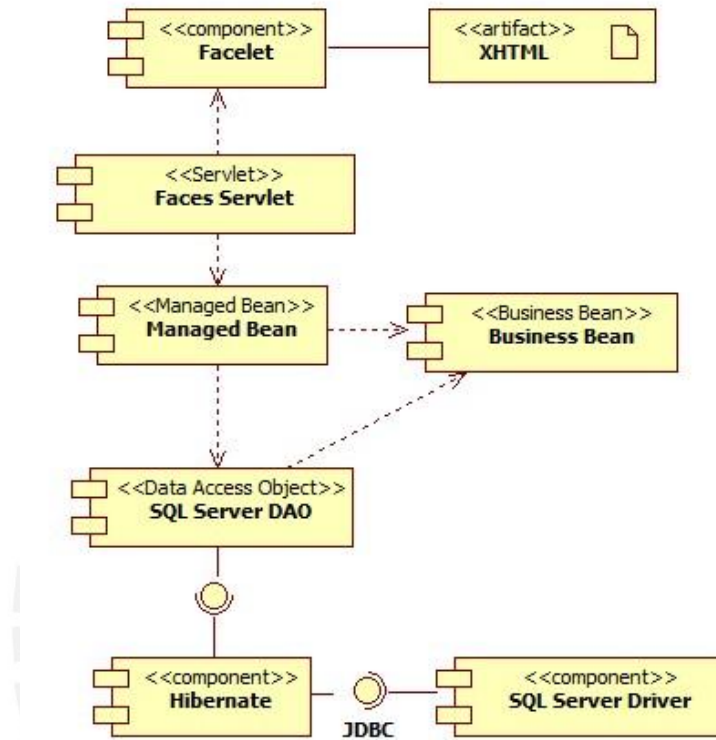 <<component>>
Facelet
<<artifact>>
XHTML
<<Servlet>>
Faces Servlet
<<Managed Bean>>
Managed Bean
<<Business Bean>>
Business Bean
<<Data Access Object>>
SQL Server DAO
<<component>>
Hibernate
JDBC
<<component>>
SQL Server Driver